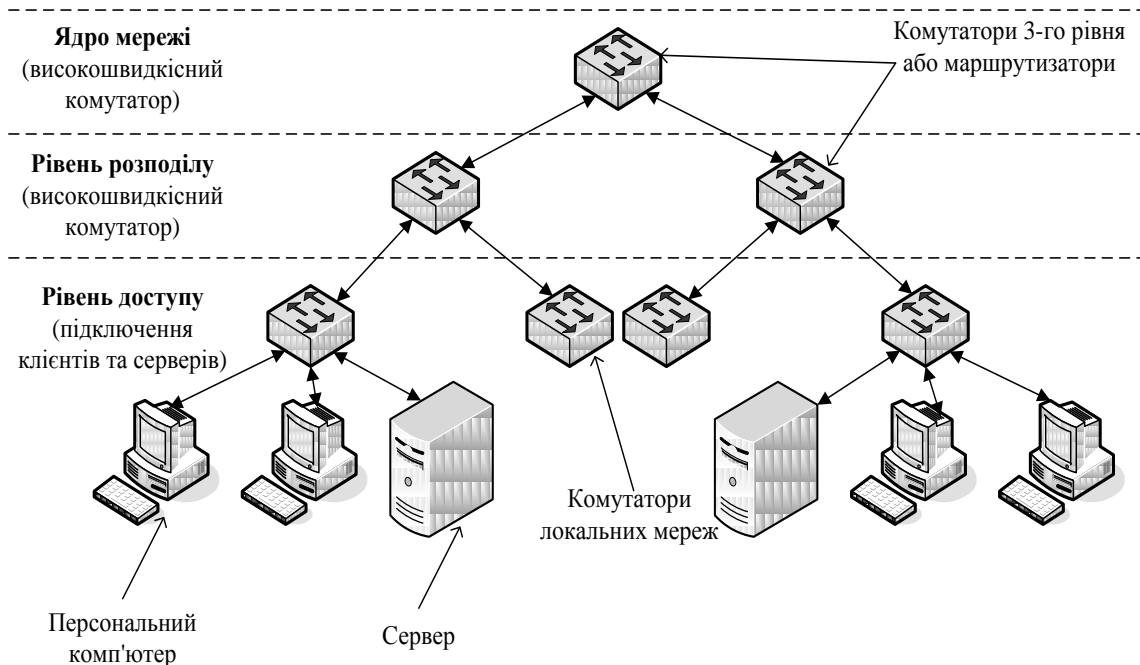 Ядро мережі
(високошвидкісний
комутатор)
Комутатори 3-го рівня
або маршрутизатори
Рівень розподілу
(високошвидкісний
комутатор)
Рівень доступу
(підключення
клієнтів та серверів)
Комутатори
локальних мереж
Персональний
комп'ютер
Сервер